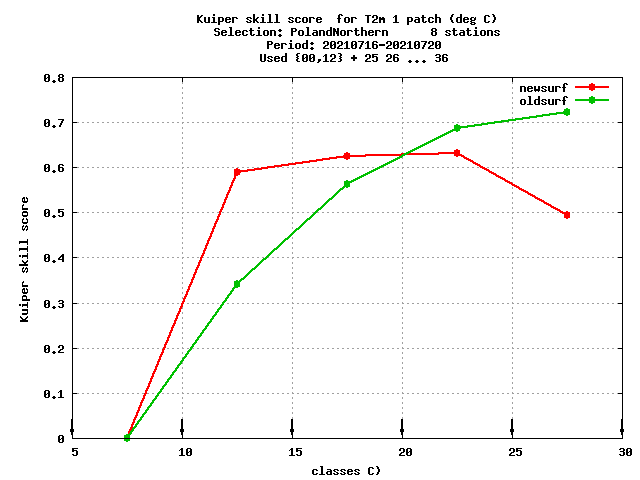 Kuiper skill score  for T2m 1 patch (deg C)
Selection: PolandNorthern      8 stations
Period: 20210716-20210720
Used {00,12} + 25 26 ... 36
newsurf
oldsurf
0.8
0.7
0.6
0.5
0.4
0.3
0.2
0.1
0
Kuiper skill score
5 10 15 20 25 30
classes C)